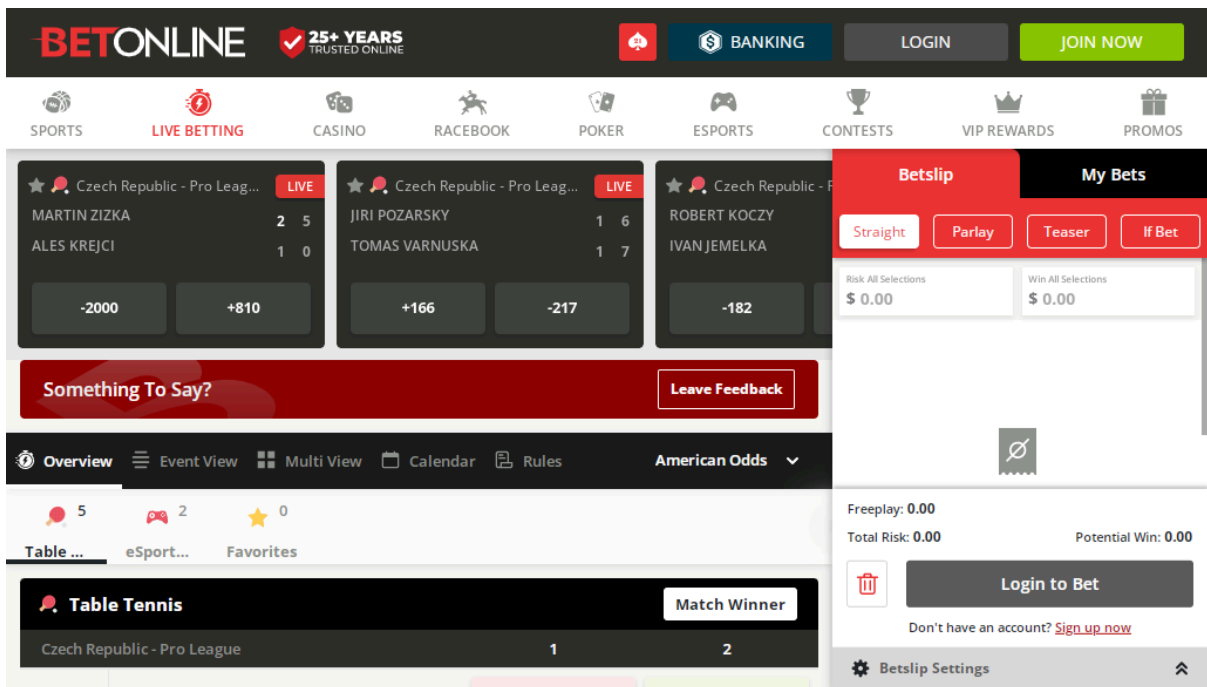 BETONLINE 25+ YEARS TRUSTED ONLINE 21 BANKING LOGIN JOIN NOW
SPORTS LIVE BETTING CASINO RACEBOOK POKER ESPORTS CONTESTS VIP REWARDS PROMOS
Czech Republic - Pro Leag... LIVE
MARTIN ZIZKA 2 5
ALES KREJCI 1 0
-2000 +810
Czech Republic - Pro Leag... LIVE
JIRI POZARSKY 1 6
TOMAS VARNUSKA 1 7
+166 -217
Czech Republic - P
ROBERT KOCZY
IVAN JEMELKA
-182
Something To Say? Leave Feedback
Overview Event View Multi View Calendar Rules American Odds
5 2 0
Table ... eSport... Favorites
Table Tennis Match Winner
Czech Republic - Pro League 1 2
Betslip My Bets
Straight Parlay Teaser If Bet
Risk All Selections Win All Selections
$ 0.00 $ 0.00
Freeplay: 0.00
Total Risk: 0.00 Potential Win: 0.00
Login to Bet
Don't have an account? Sign up now
Betslip Settings